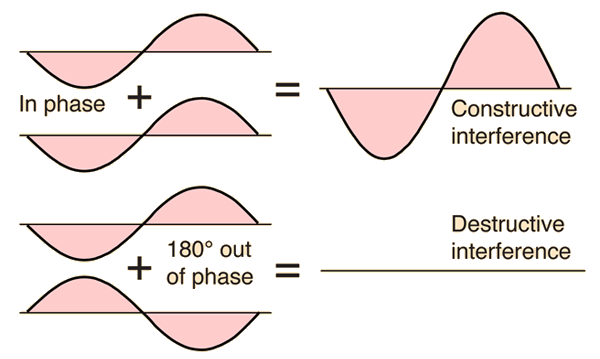 In phase
+
=
Constructive
interference
+
180° out
of phase
=
Destructive
interference